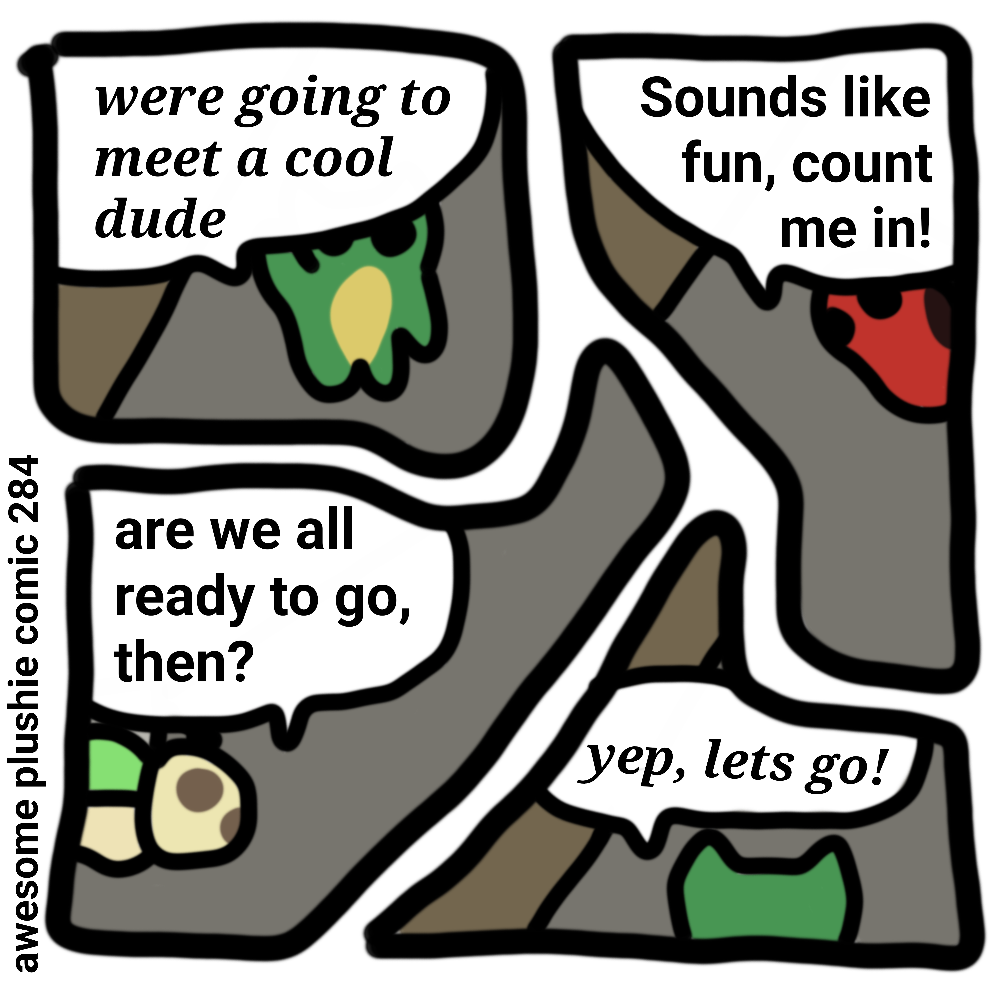 were going to
meet a cool
dude
Sounds like
fun, count
me in!
are we all
ready to go,
then?
yep, lets go!
awesome plushie comic 284